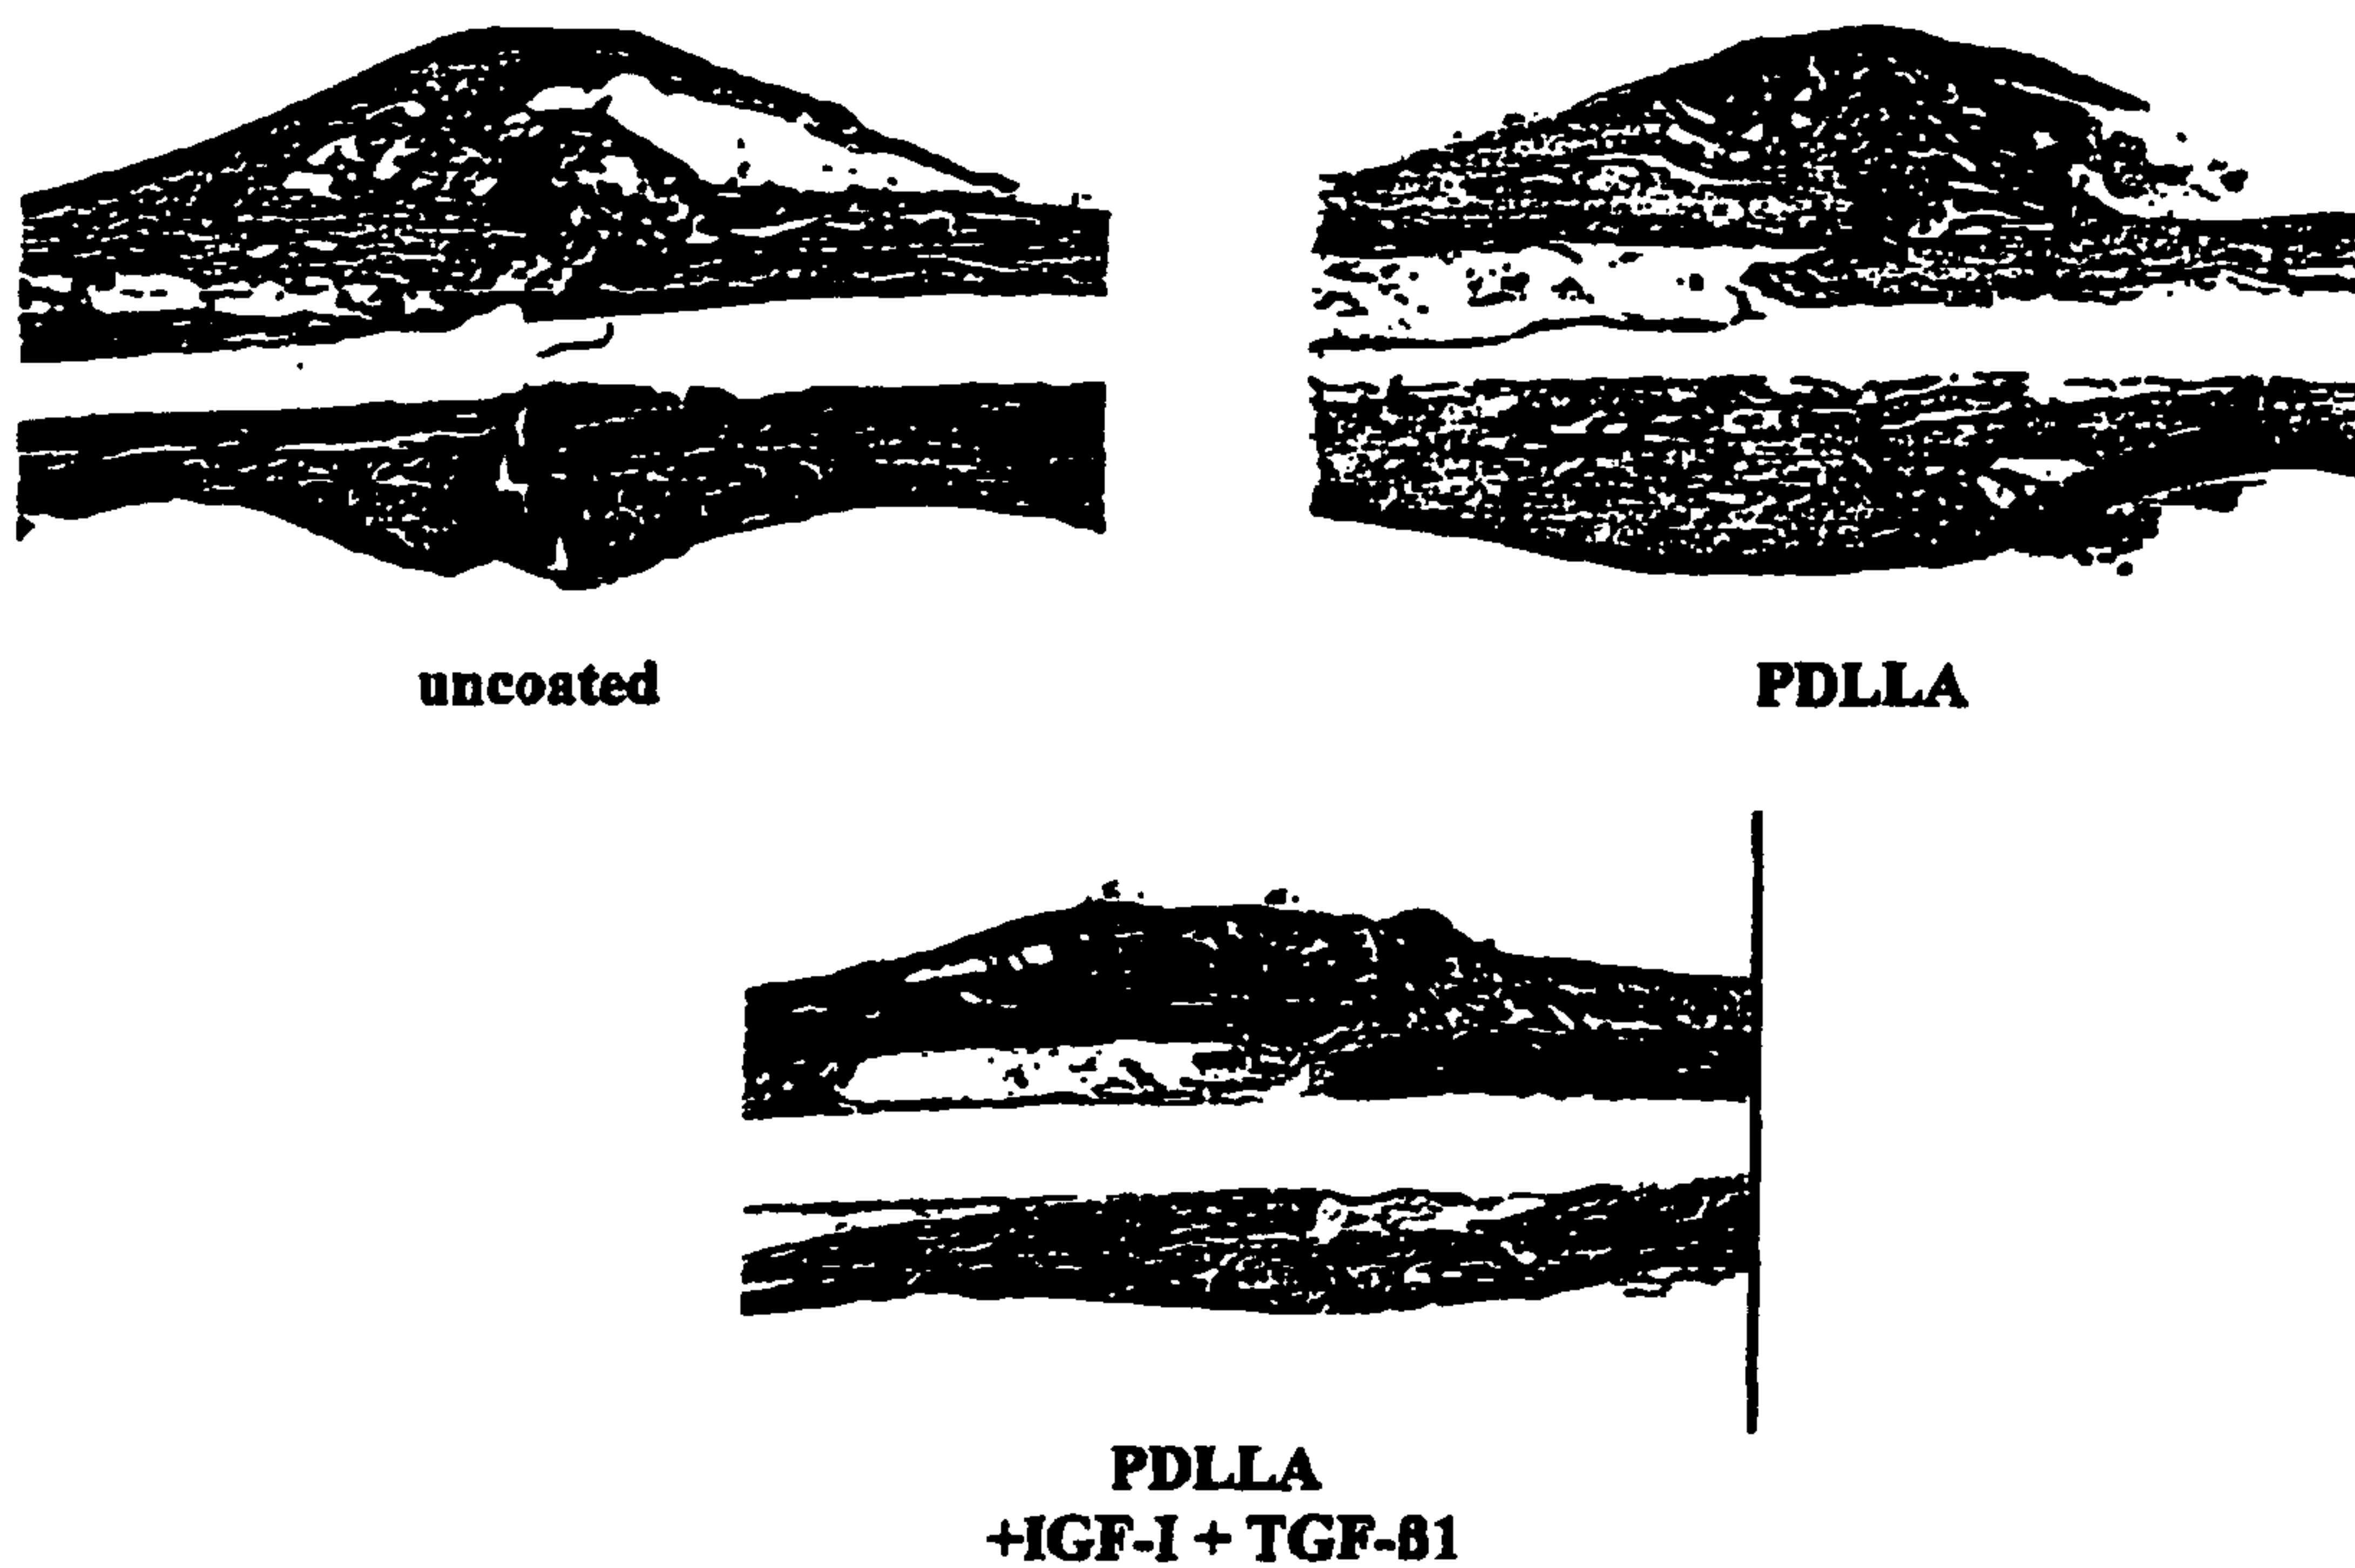 uncoated
PDLLA
PDLLA
+IGF-I + TGF-ß1